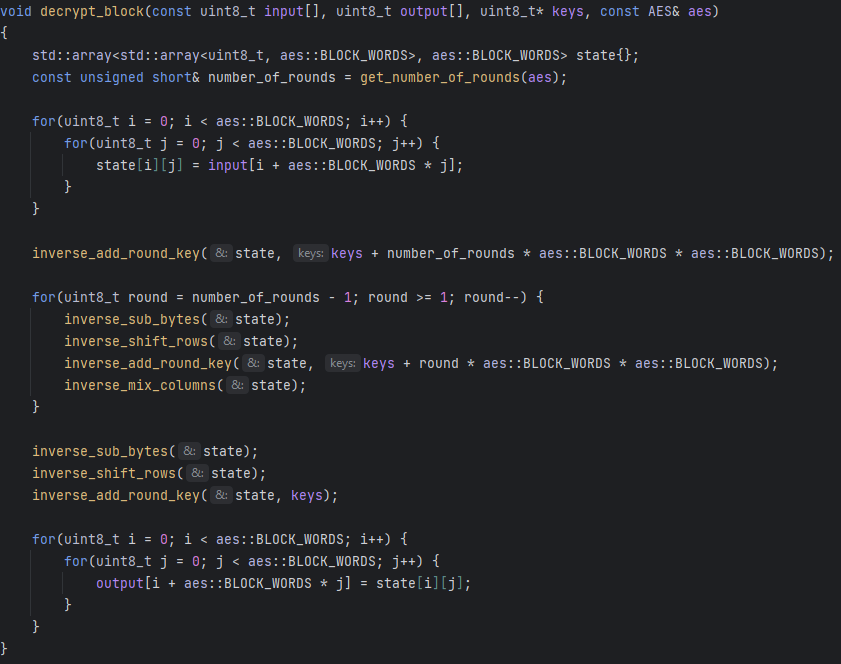 void decrypt_block(const uint8_t input[], uint8_t output[], uint8_t* keys, const AES& aes)
{
    std::array<std::array<uint8_t, aes::BLOCK_WORDS>, aes::BLOCK_WORDS> state{};
    const unsigned short& number_of_rounds = get_number_of_rounds(aes);

    for(uint8_t i = 0; i < aes::BLOCK_WORDS; i++) {
        for(uint8_t j = 0; j < aes::BLOCK_WORDS; j++) {
            state[i][j] = input[i + aes::BLOCK_WORDS * j];
        }
    }

    inverse_add_round_key( &: state, keys: keys + number_of_rounds * aes::BLOCK_WORDS * aes::BLOCK_WORDS);

    for(uint8_t round = number_of_rounds - 1; round >= 1; round--) {
        inverse_sub_bytes( &: state);
        inverse_shift_rows( &: state);
        inverse_add_round_key( &: state, keys: keys + round * aes::BLOCK_WORDS * aes::BLOCK_WORDS);
        inverse_mix_columns( &: state);
    }

    inverse_sub_bytes( &: state);
    inverse_shift_rows( &: state);
    inverse_add_round_key( &: state, keys);

    for(uint8_t i = 0; i < aes::BLOCK_WORDS; i++) {
        for(uint8_t j = 0; j < aes::BLOCK_WORDS; j++) {
            output[i + aes::BLOCK_WORDS * j] = state[i][j];
        }
    }
}